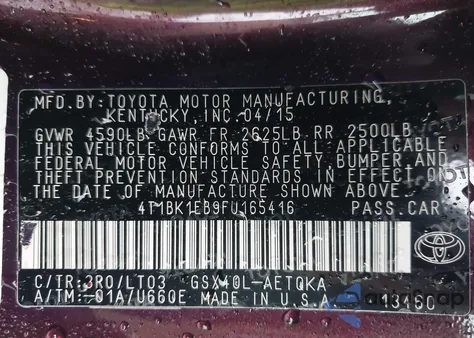 MFD.BY:TOYOTA MOTOR MANUFACTURING,
KENTUCKY,INC.04/15
GVWR 4590LB GAWR FR 2625LB RR 2500LB
THIS VEHICLE CONFORMS TO ALL APPLICABLE
FEDERAL MOTOR VEHICLE SAFETY, BUMPER,AND
THEFT PREVENTION STANDARDS IN EFFECT ON
THE DATE OF MANUFACTURE SHOWN ABOVE.
4T1BK1EB9FU165416 PASS.CAR
C/TR:3R0/LT03 GSX40L-AETQKA
A/TM:-01A/U660E MADE IN U.S.A.